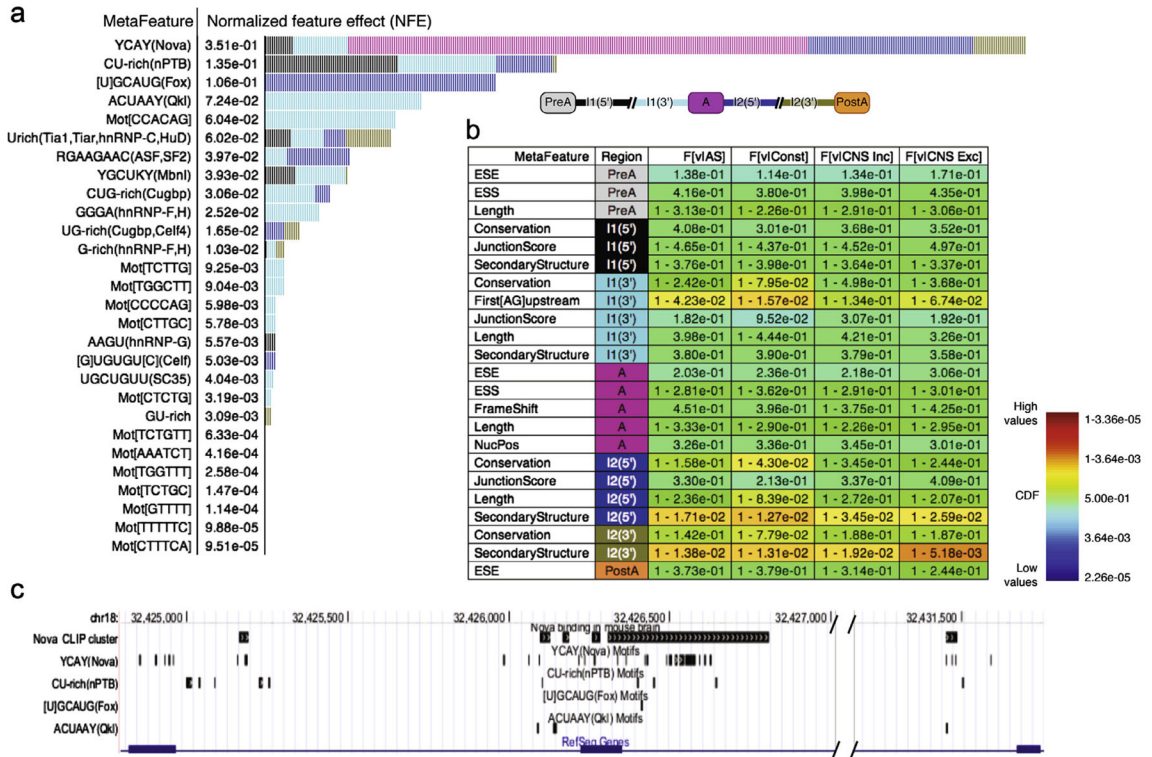 a
MetaFeature Normalized feature effect (NFE)
YCAY(Nova) 3.51e-01
CU-rich(nPTB) 1.35e-01
[U]GCAUG(Fox) 1.06e-01
ACUAAY(Qkl) 7.24e-02
Mot[CCACAG] 6.04e-02
Urich(Tia1,Tiar,hnRNP-C,HuD) 6.02e-02
RGAAGAAC(ASF,SF2) 3.97e-02
YGCUKY(Mbnl) 3.93e-02
CUG-rich(Cugbp) 3.06e-02
GGGA(hnRNP-F,H) 2.52e-02
UG-rich(Cugbp,Celf4) 1.65e-02
G-rich(hnRNP-F,H) 1.03e-02
Mot[TCTTG] 9.25e-03
Mot[TGGCTT] 9.04e-03
Mot[CCCCAG] 5.98e-03
Mot[CTTGC] 5.78e-03
AAGU(hnRNP-G) 5.57e-03
[G]UGUGU[C](Celf) 5.03e-03
UGCUGUU(SC35) 4.04e-03
Mot[CTCTG] 3.19e-03
GU-rich 3.09e-03
Mot[TCTGTT] 6.33e-04
Mot[AAATCT] 4.16e-04
Mot[TGGTTT] 2.58e-04
Mot[TCTGC] 1.47e-04
Mot[GTTTT] 1.14e-04
Mot[TTTTTC] 9.88e-05
Mot[CTTTCA] 9.51e-05
PreA I1(5') I1(3') A I2(5') I2(3') PostA
b
MetaFeature Region F[v|AS] F[v|Const] F[v|CNS Inc] F[v|CNS Exc]
ESE PreA 1.38e-01 1.14e-01 1.34e-01 1.71e-01
ESS PreA 4.16e-01 3.80e-01 3.98e-01 4.35e-01
Length PreA 1 - 3.13e-01 1 - 2.26e-01 1 - 2.91e-01 1 - 3.06e-01
Conservation I1(5') 4.08e-01 3.01e-01 3.68e-01 3.52e-01
JunctionScore I1(5') 1 - 4.65e-01 1 - 4.37e-01 1 - 4.52e-01 4.97e-01
SecondaryStructure I1(5') 1 - 3.76e-01 1 - 3.98e-01 1 - 3.64e-01 1 - 3.37e-01
Conservation I1(3') 1 - 2.42e-01 1 - 7.95e-02 1 - 4.98e-01 1 - 3.68e-01
First[AG]upstream I1(3') 1 - 4.23e-02 1 - 1.57e-02 1 - 1.34e-01 1 - 6.74e-02
JunctionScore I1(3') 1.82e-01 9.52e-02 3.07e-01 1.92e-01
Length I1(3') 3.98e-01 1 - 4.44e-01 4.21e-01 3.26e-01
SecondaryStructure I1(3') 3.80e-01 3.90e-01 3.79e-01 3.58e-01
ESE A 2.03e-01 2.36e-01 2.18e-01 3.06e-01
ESS A 1 - 2.81e-01 1 - 3.62e-01 1 - 2.91e-01 1 - 3.01e-01
FrameShift A 4.51e-01 3.96e-01 1 - 3.75e-01 1 - 4.25e-01
Length A 1 - 3.33e-01 1 - 2.90e-01 1 - 2.26e-01 1 - 2.95e-01
NucPos A 3.26e-01 3.36e-01 3.45e-01 3.01e-01
Conservation I2(5') 1 - 1.58e-01 1 - 4.30e-02 1 - 3.45e-01 1 - 2.44e-01
JunctionScore I2(5') 3.30e-01 2.13e-01 3.37e-01 4.09e-01
Length I2(5') 1 - 2.36e-01 1 - 8.39e-02 1 - 2.72e-01 1 - 2.07e-01
SecondaryStructure I2(5') 1 - 1.71e-02 1 - 1.27e-02 1 - 3.45e-02 1 - 2.59e-02
Conservation I2(3') 1 - 1.42e-01 1 - 7.79e-02 1 - 1.88e-01 1 - 1.87e-01
SecondaryStructure I2(3') 1 - 1.38e-02 1 - 1.31e-02 1 - 1.92e-02 1 - 5.18e-03
ESE PostA 1 - 3.73e-01 1 - 3.79e-01 1 - 3.14e-01 1 - 2.44e-01
High values
1-3.36e-05
1-3.64e-03
CDF 5.00e-01
3.64e-03
Low values
2.26e-05
c
chr18: 32,425,000 32,425,500 32,426,000 32,426,500 32,427,000 32,431,500
Nova binding in mouse brain
Nova CLIP cluster
YCAY(Nova) Motifs
YCAY(Nova)
CU-rich(nPTB) Motifs
CU-rich(nPTB)
[U]GCAUG(Fox) Motifs
[U]GCAUG(Fox)
ACUAAY(Qkl) Motifs
ACUAAY(Qkl)
RefSeq Genes